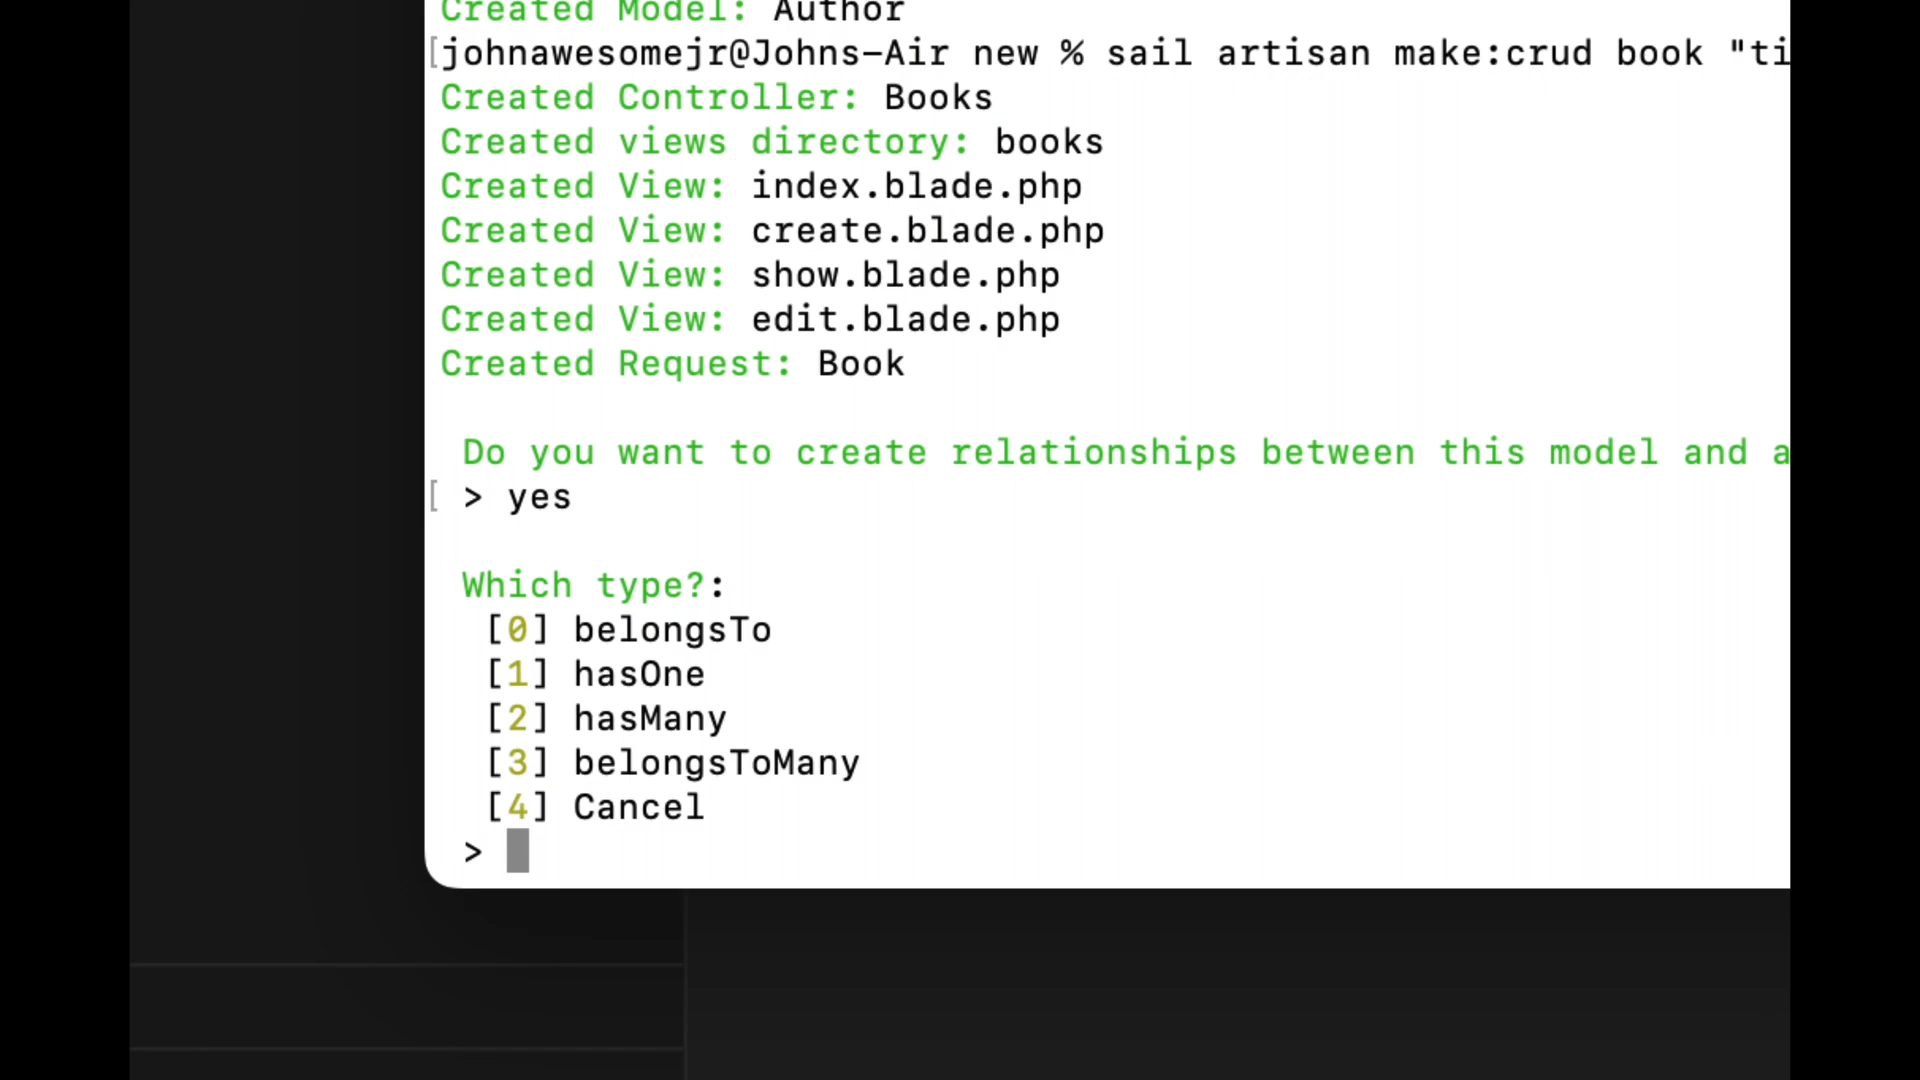 Created Model: Author
[johnawesomejr@Johns-Air new % sail artisan make:crud book "ti
Created Controller: Books
Created views directory: books
Created View: index.blade.php
Created View: create.blade.php
Created View: show.blade.php
Created View: edit.blade.php
Created Request: Book
Do you want to create relationships between this model and a
[ > yes
Which type?:
[0] belongsTo
[1] hasOne
[2] hasMany
[3] belongsToMany
[4] Cancel
>